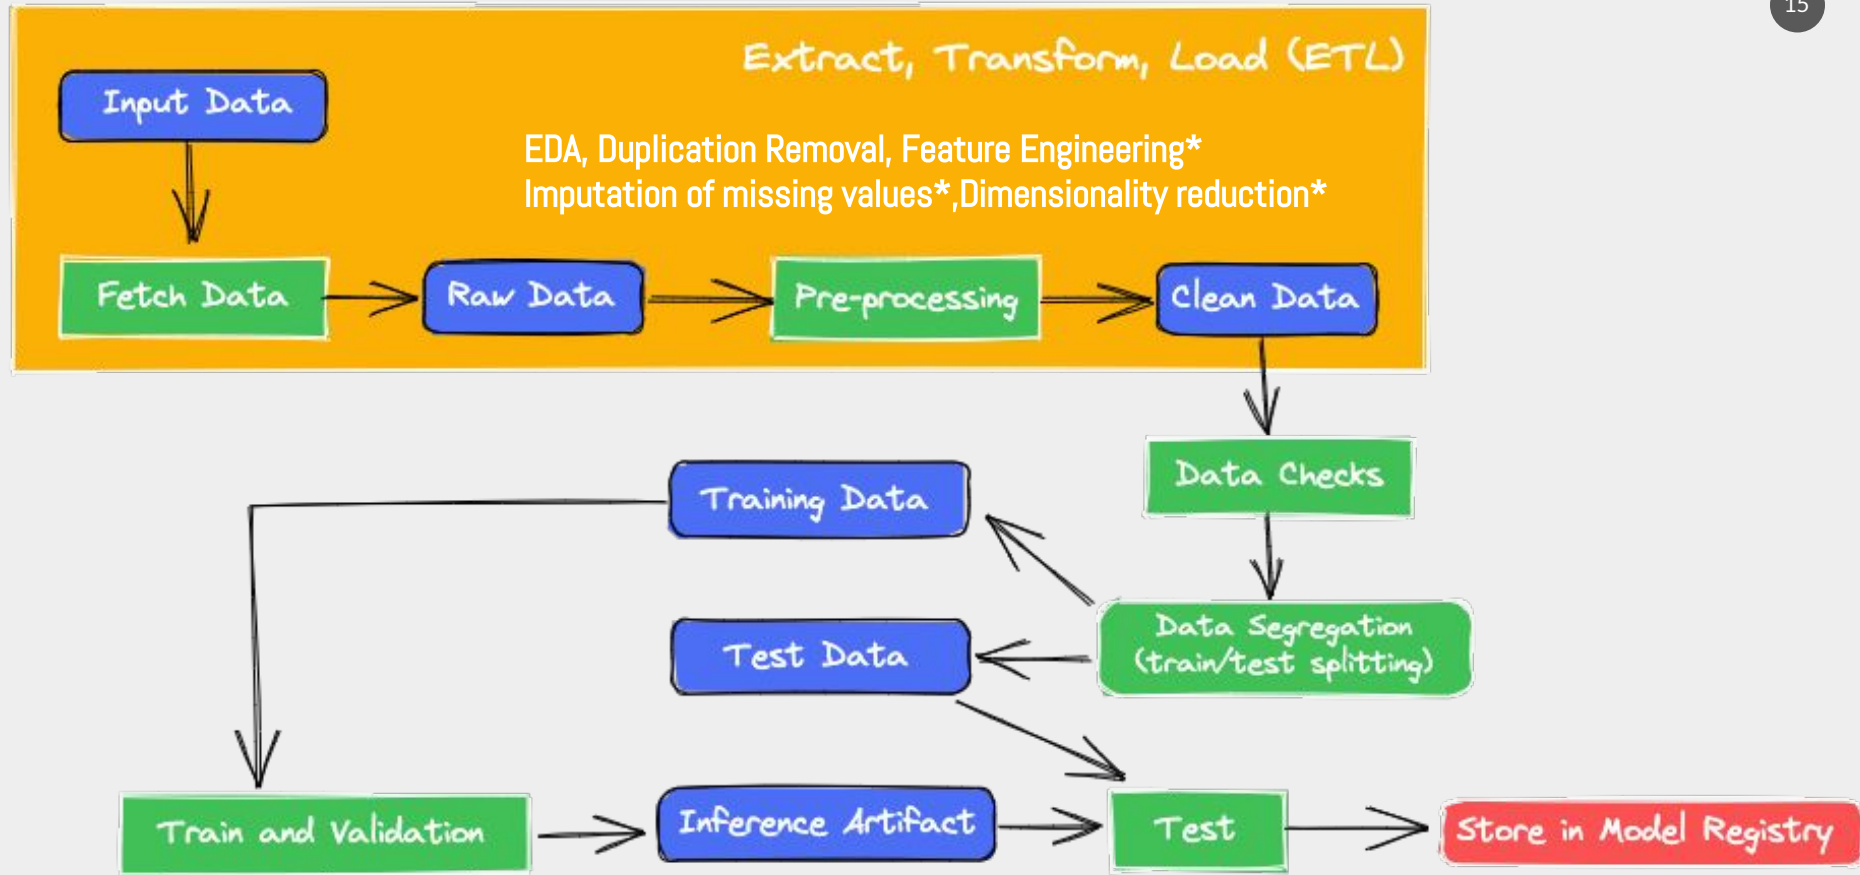 15
Extract, Transform, Load (ETL)
Input Data
EDA, Duplication Removal, Feature Engineering*
Imputation of missing values*,Dimensionality reduction*
Fetch Data
Raw Data
Pre-processing
Clean Data
Data Checks
Training Data
Data Segregation
(train/test splitting)
Test Data
Train and Validation
Inference Artifact
Test
Store in Model Registry